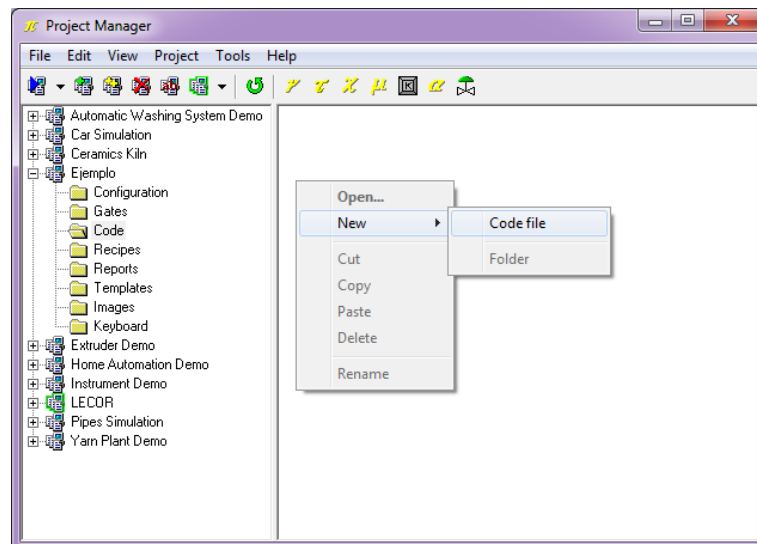 Project Manager
File Edit View Project Tools Help
Automatic Washing System Demo
Car Simulation
Ceramics Kiln
Ejemplo
Configuration
Gates
Code
Recipes
Reports
Templates
Images
Keyboard
Extruder Demo
Home Automation Demo
Instrument Demo
LECOR
Pipes Simulation
Yarn Plant Demo
Open...
New
Cut
Copy
Paste
Delete
Rename
Code file
Folder